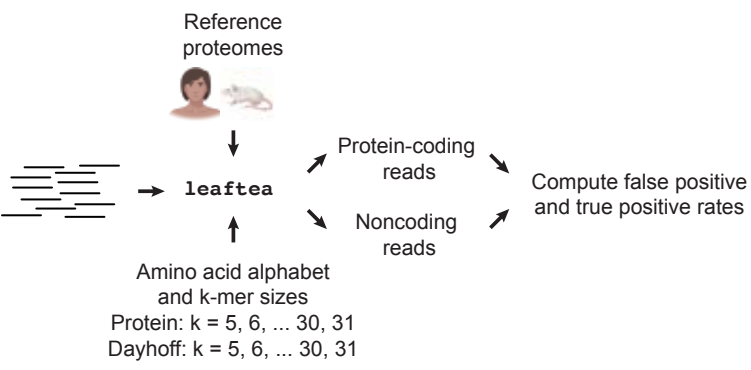 Reference
proteomes
leaftea
Protein-coding
reads
Noncoding
reads
Compute false positive
and true positive rates
Amino acid alphabet
and k-mer sizes
Protein: k = 5, 6, ... 30, 31
Dayhoff: k = 5, 6, ... 30, 31